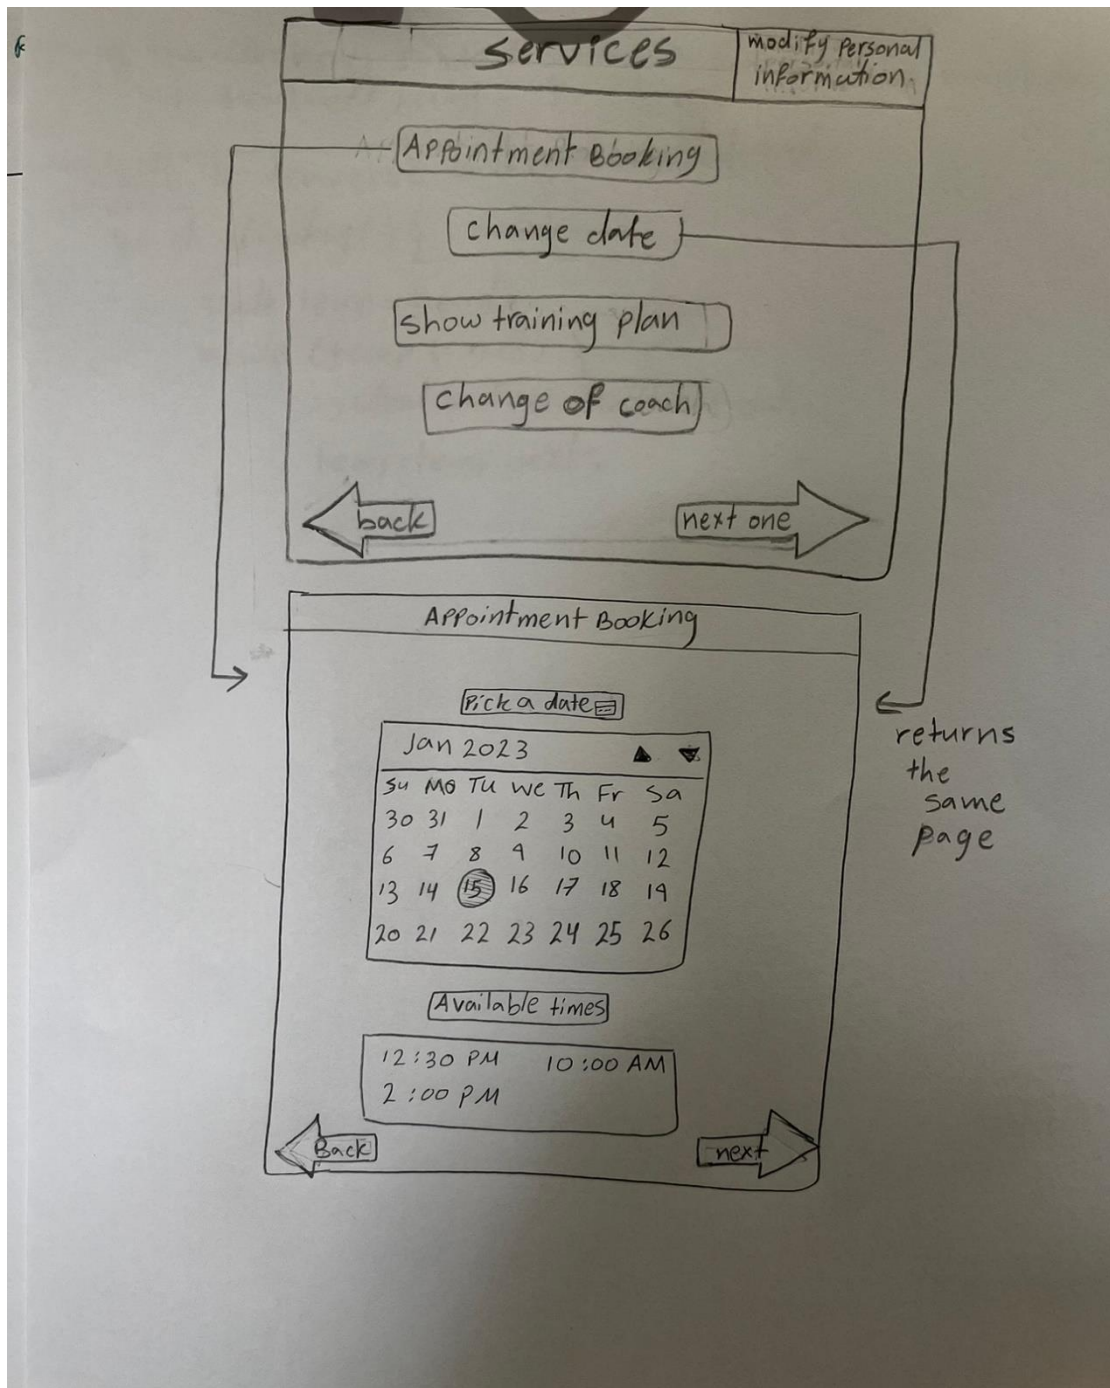 Services
modify personal
information
Appointment Booking
change date
show training plan
change of coach
back
next one
Appointment Booking
Pick a date
Jan 2023
Su Mo Tu We Th Fr Sa
30 31 1 2 3 4 5
6 7 8 9 10 11 12
13 14 15 16 17 18 19
20 21 22 23 24 25 26
returns
the
same
page
Available times
12:30 PM 10:00 AM
2:00 PM
Back
next